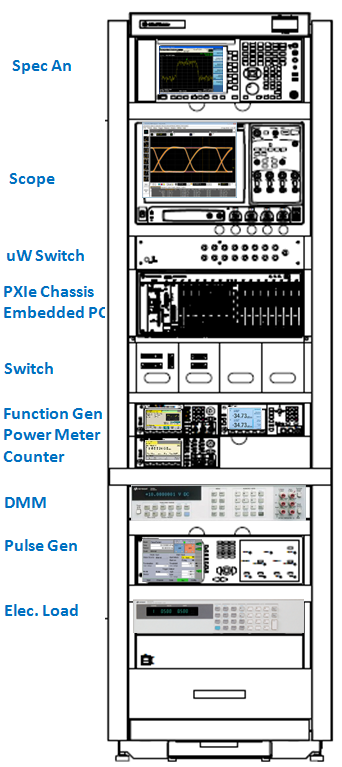 Spec An
Scope
uW Switch
PXIe Chassis
Embedded PC
Switch
Function Gen
Power Meter
Counter
DMM
Pulse Gen
Elec. Load